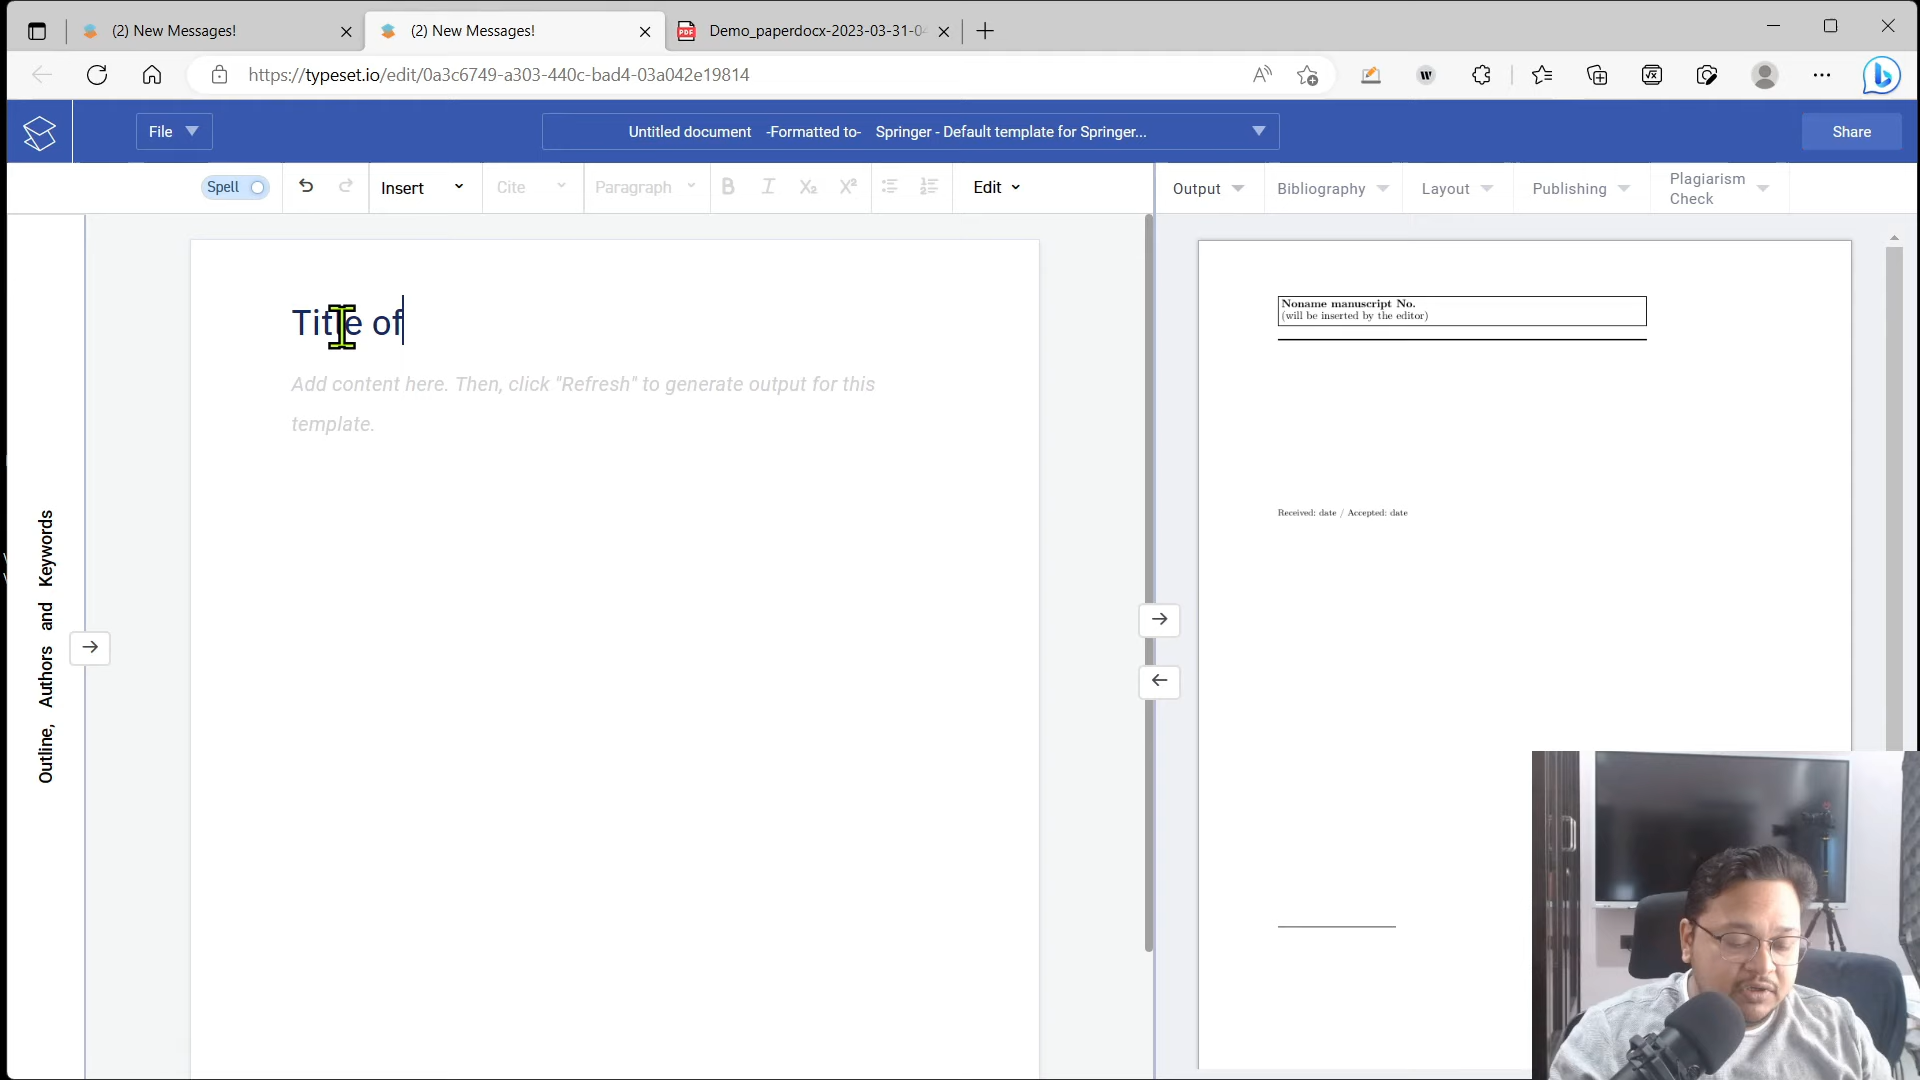 (2) New Messages!
(2) New Messages!
Demo_paperdocx-2023-03-31-04
https://typeset.io/edit/0a3c6749-a303-440c-bad4-03a042e19814
File
Untitled document -Formatted to- Springer - Default template for Springer...
Share
Spell
Insert
Cite
Paragraph
B I X₂ X²
Edit
Output
Bibliography
Layout
Publishing
Plagiarism
Check
Title of
Add content here. Then, click "Refresh" to generate output for this
template.
Outline, Authors and Keywords
Noname manuscript No.
(will be inserted by the editor)
Received: date / Accepted: date